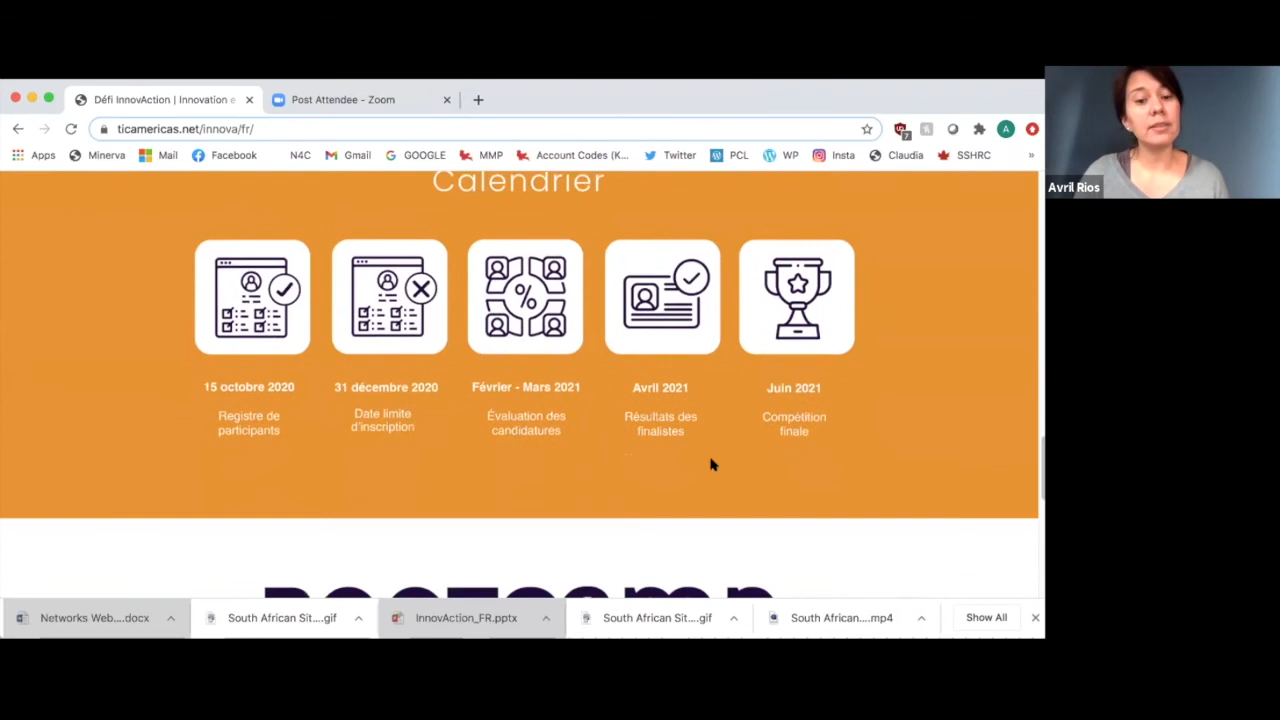 Défi InnovAction | Innovation e
Post Attendee - Zoom
ticamericas.net/innova/fr/
7
A
Apps
Minerva
Mail
Facebook
N4C
Gmail
GOOGLE
MMP
Account Codes (K...
Twitter
PCL
WP
Insta
Claudia
SSHRC
»
Avril Rios
Calendrier
%
15 octobre 2020
Registre de
participants
31 décembre 2020
Date limite
d'inscription
Février - Mars 2021
Évaluation des
candidatures
Avril 2021
Résultats des
finalistes
Juin 2021
Compétition
finale
Networks Web....docx
South African Sit....gif
InnovAction_FR.pptx
South African Sit....gif
South African....mp4
Show All